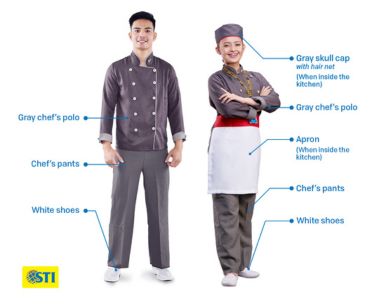 Gray chef's polo
Chef's pants
White shoes
Gray skull cap
with hair net
(When inside the
kitchen)
Gray chef's polo
Apron
(When inside the
kitchen)
Chef's pants
White shoes
STI